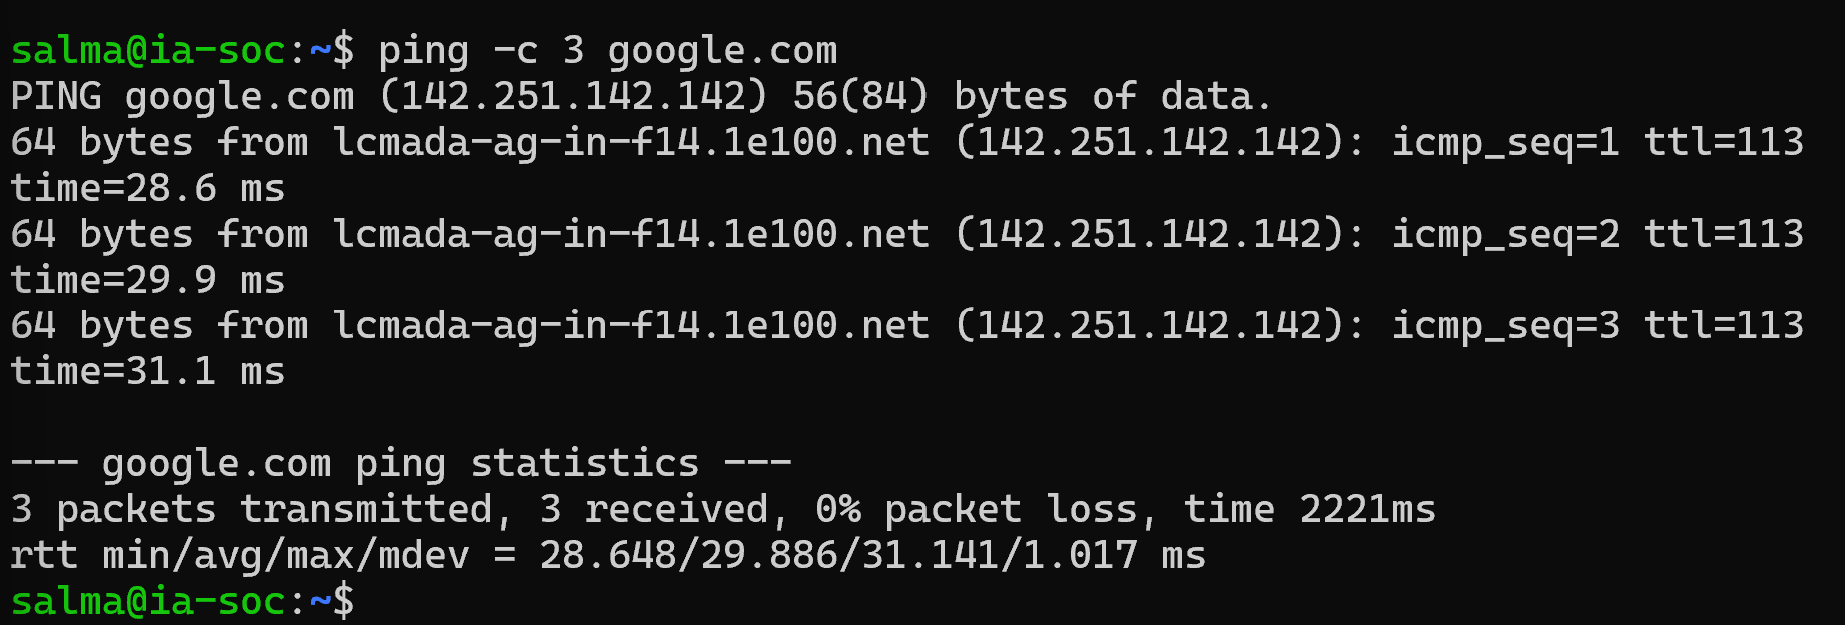 salma@ia-soc:~$ ping -c 3 google.com
PING google.com (142.251.142.142) 56(84) bytes of data.
64 bytes from lcmada-ag-in-f14.1e100.net (142.251.142.142): icmp_seq=1 ttl=113
time=28.6 ms
64 bytes from lcmada-ag-in-f14.1e100.net (142.251.142.142): icmp_seq=2 ttl=113
time=29.9 ms
64 bytes from lcmada-ag-in-f14.1e100.net (142.251.142.142): icmp_seq=3 ttl=113
time=31.1 ms
--- google.com ping statistics ---
3 packets transmitted, 3 received, 0% packet loss, time 2221ms
rtt min/avg/max/mdev = 28.648/29.886/31.141/1.017 ms
salma@ia-soc:~$